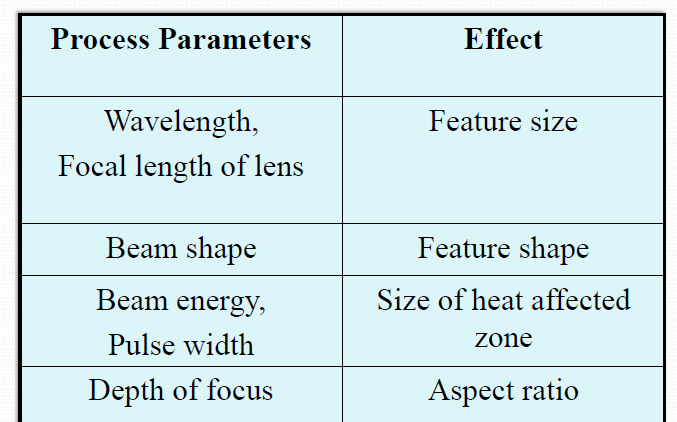 Process Parameters
Effect
Wavelength,
Focal length of lens
Feature size
Beam shape
Feature shape
Beam energy,
Pulse width
Size of heat affected
zone
Depth of focus
Aspect ratio